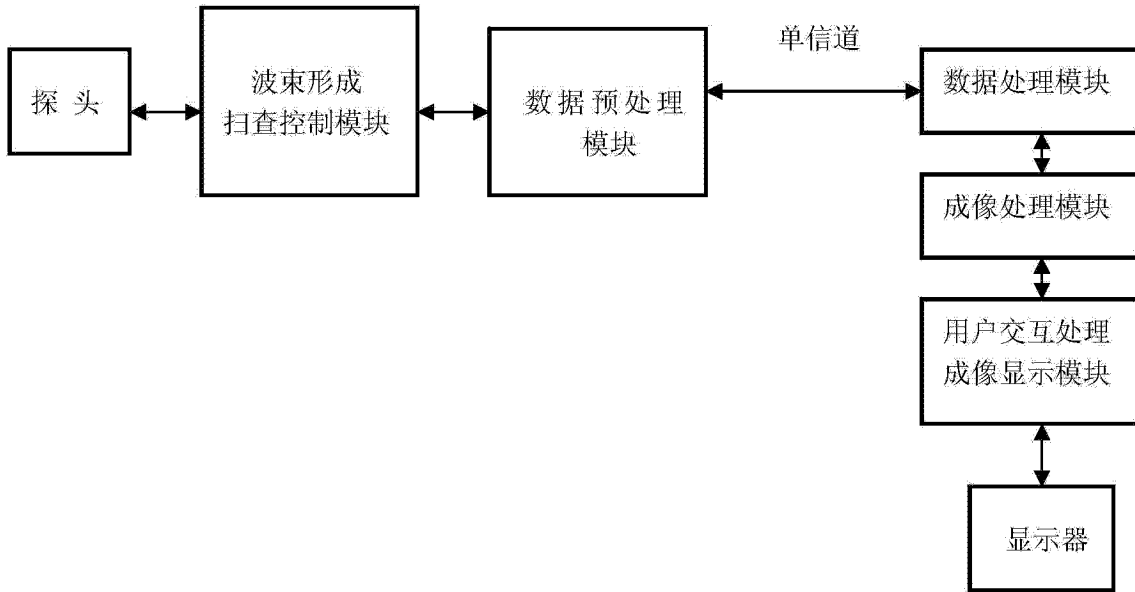 探 头
波束形成
扫查控制模块
数据预处理
模块
单信道
数据处理模块
成像处理模块
用户交互处理
成像显示模块
显示器